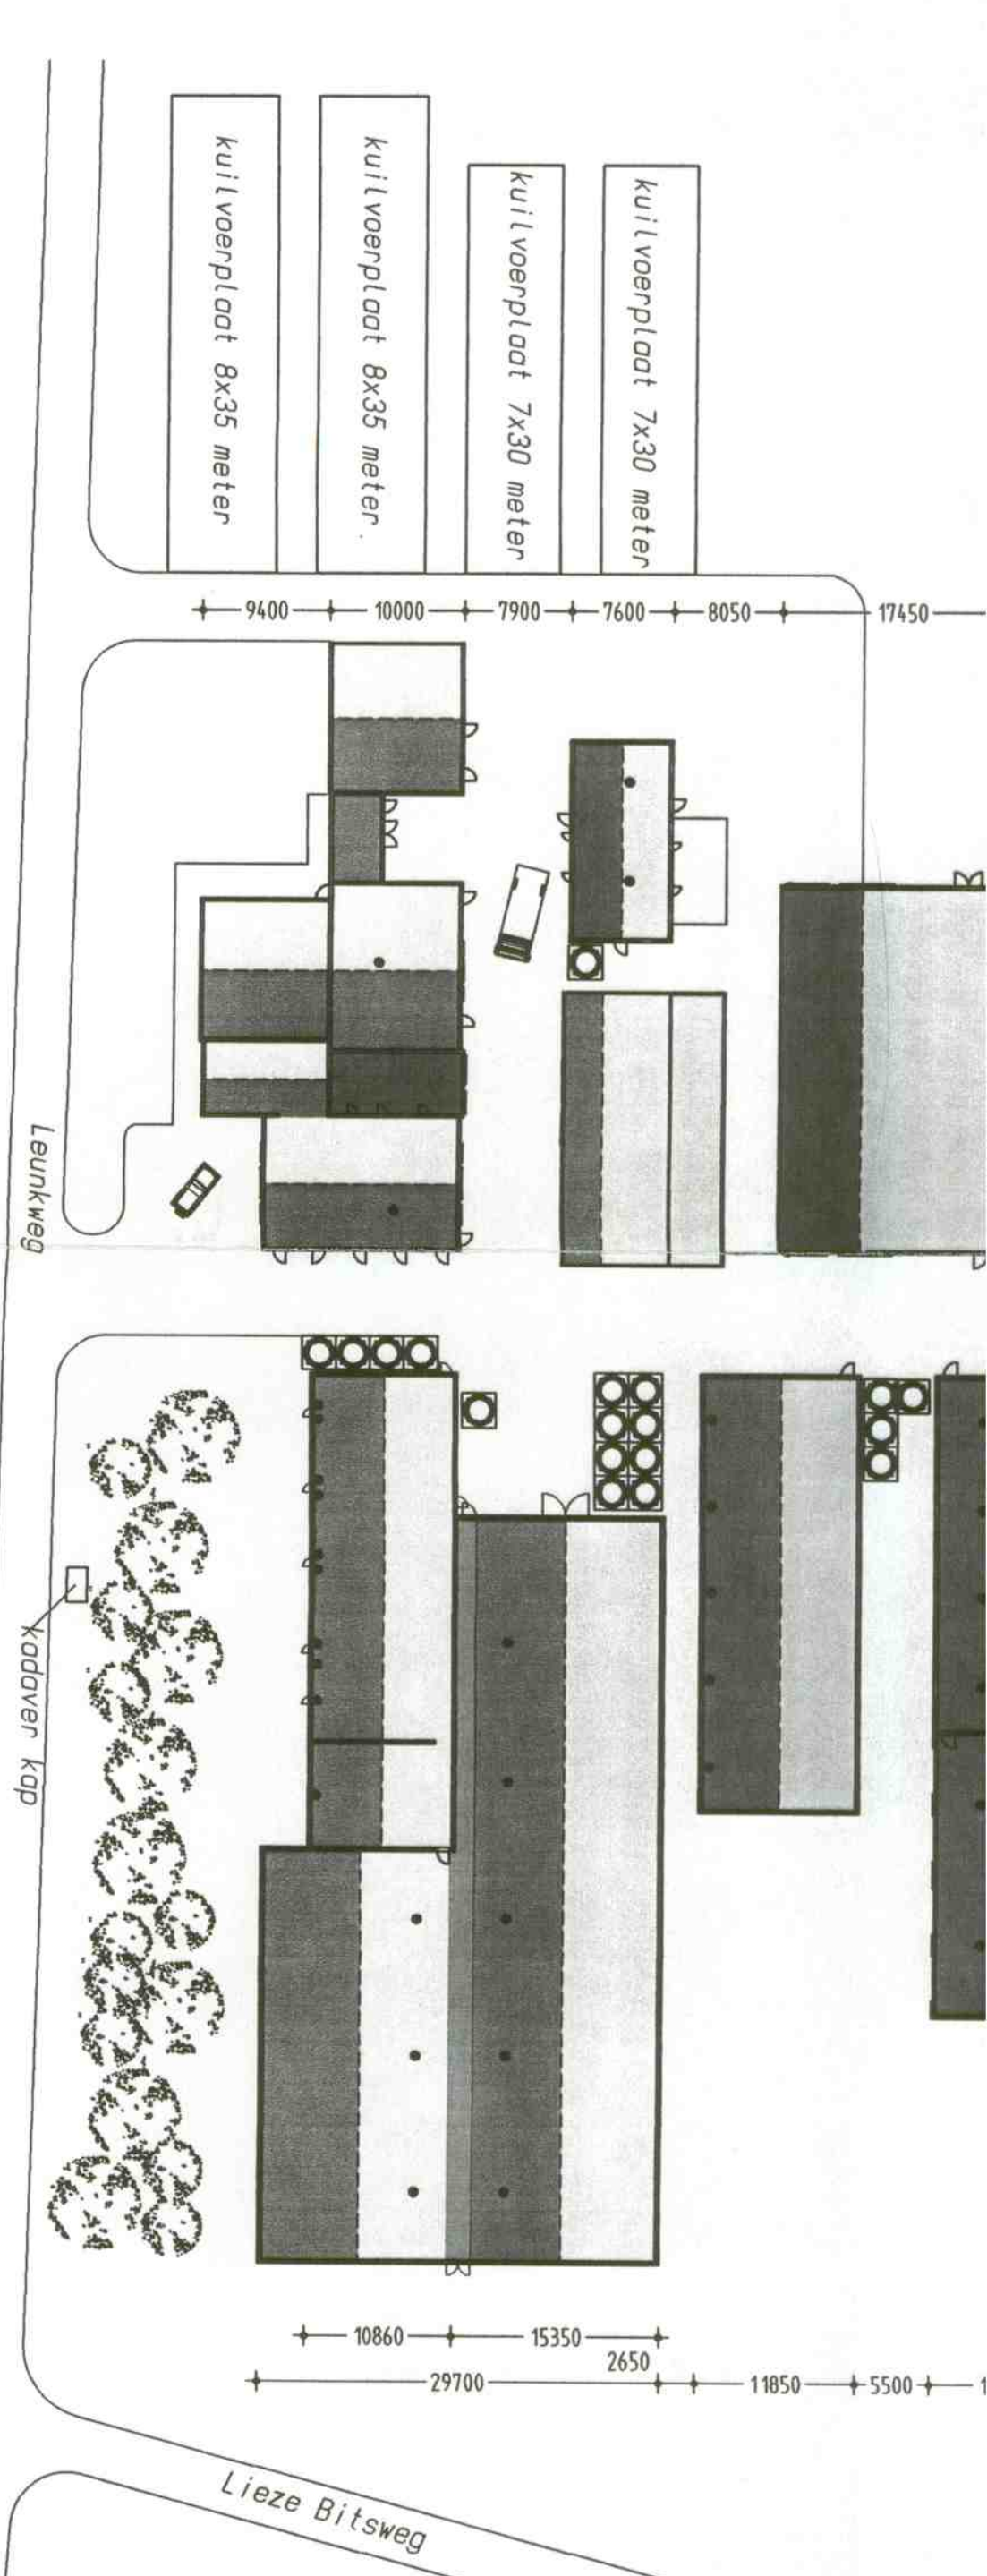 kuilvoerplaat 8x35 meter
kuilvoerplaat 8x35 meter.
kuilvoerplaat 7x30 meter
kuilvoerplaat 7x30 meter
9400 10000 7900 7600 8050 17450
Leunkweg
kadaver kap
10860 15350
2650
29700 11850 5500 1
Lieze Bitsweg